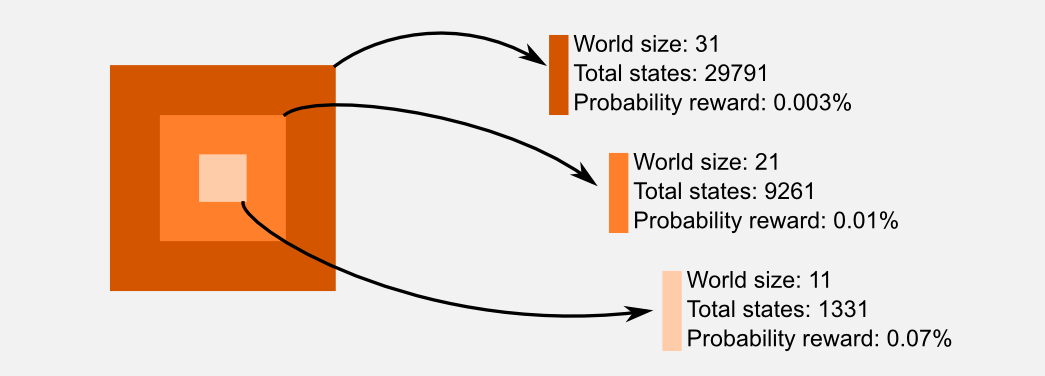 World size: 31
Total states: 29791
Probability reward: 0.003%
World size: 21
Total states: 9261
Probability reward: 0.01%
World size: 11
Total states: 1331
Probability reward: 0.07%